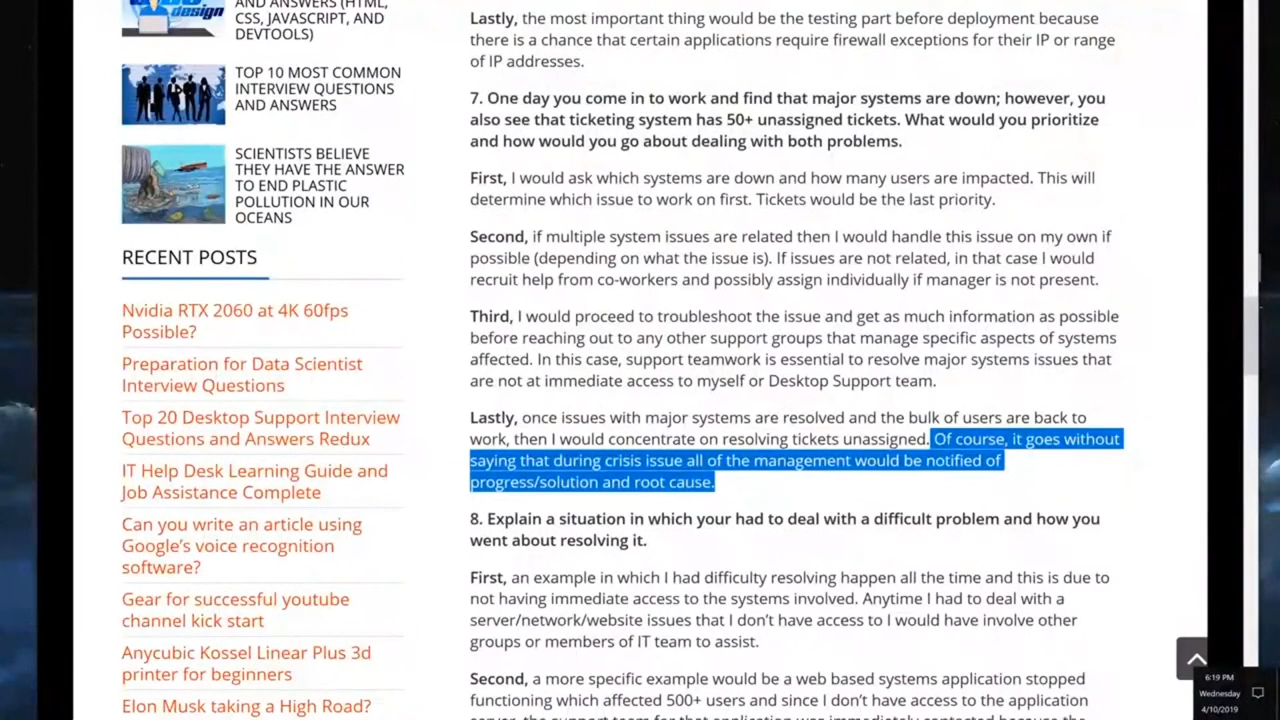 AND ANSWERS (HTML,
CSS, JAVASCRIPT, AND
DEVTOOLS)
design
TOP 10 MOST COMMON
INTERVIEW QUESTIONS
AND ANSWERS
SCIENTISTS BELIEVE
THEY HAVE THE ANSWER
TO END PLASTIC
POLLUTION IN OUR
OCEANS
RECENT POSTS
Nvidia RTX 2060 at 4K 60fps
Possible?
Preparation for Data Scientist
Interview Questions
Top 20 Desktop Support Interview
Questions and Answers Redux
IT Help Desk Learning Guide and
Job Assistance Complete
Can you write an article using
Google’s voice recognition
software?
Gear for successful youtube
channel kick start
Anycubic Kossel Linear Plus 3d
printer for beginners
Elon Musk taking a High Road?
Lastly, the most important thing would be the testing part before deployment because
there is a chance that certain applications require firewall exceptions for their IP or range
of IP addresses.
7. One day you come in to work and find that major systems are down; however, you
also see that ticketing system has 50+ unassigned tickets. What would you prioritize
and how would you go about dealing with both problems.
First, I would ask which systems are down and how many users are impacted. This will
determine which issue to work on first. Tickets would be the last priority.
Second, if multiple system issues are related then I would handle this issue on my own if
possible (depending on what the issue is). If issues are not related, in that case I would
recruit help from co-workers and possibly assign individually if manager is not present.
Third, I would proceed to troubleshoot the issue and get as much information as possible
before reaching out to any other support groups that manage specific aspects of systems
affected. In this case, support teamwork is essential to resolve major systems issues that
are not at immediate access to myself or Desktop Support team.
Lastly, once issues with major systems are resolved and the bulk of users are back to
work, then I would concentrate on resolving tickets unassigned. Of course, it goes without
saying that during crisis issue all of the management would be notified of
progress/solution and root cause.
8. Explain a situation in which your had to deal with a difficult problem and how you
went about resolving it.
First, an example in which I had difficulty resolving happen all the time and this is due to
not having immediate access to the systems involved. Anytime I had to deal with a
server/network/website issues that I don’t have access to I would have involve other
groups or members of IT team to assist.
Second, a more specific example would be a web based systems application stopped
functioning which affected 500+ users and since I don’t have access to the application
6:19 PM
Wednesday
4/10/2019